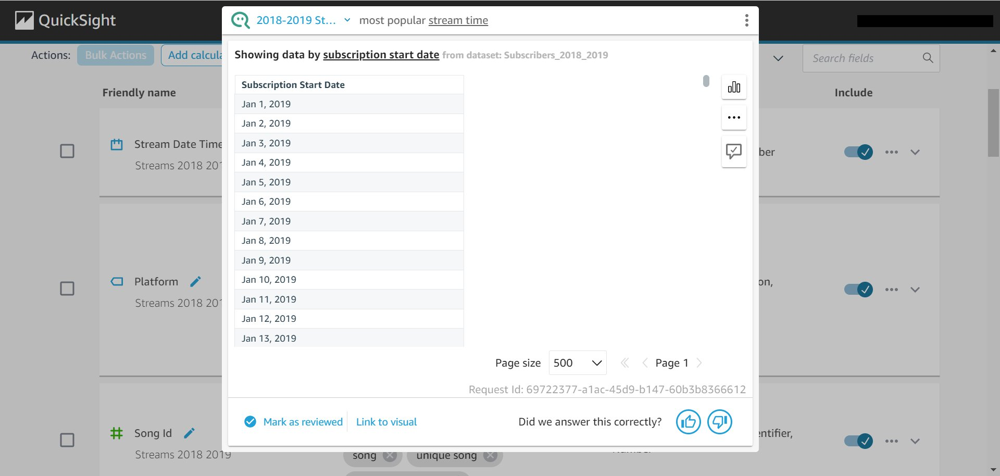 QuickSight
2018-2019 St...
most popular stream time
Actions:
Bulk Actions
Add calcula
Search fields
Showing data by subscription start date from dataset: Subscribers_2018_2019
Friendly name
Include
Subscription Start Date
Jan 1, 2019
Jan 2, 2019
Jan 3, 2019
Jan 4, 2019
Jan 5, 2019
Jan 6, 2019
Jan 7, 2019
Jan 8, 2019
Jan 9, 2019
Jan 10, 2019
Jan 11, 2019
Jan 12, 2019
Jan 13, 2019
Stream Date Time
Streams 2018 201
ber
Platform
Streams 2018 201
on,
Page size
500
Page 1
Request Id: 69722377-a1ac-45d9-b147-60b3b8366612
Mark as reviewed
Link to visual
Did we answer this correctly?
Song Id
Streams 2018 2019
entifier,
song
unique song